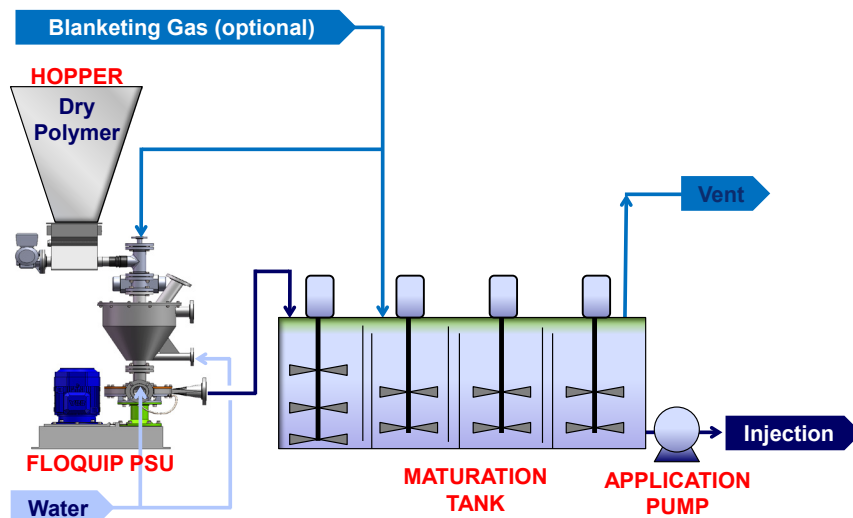 Blanketing Gas (optional)
HOPPER
Dry
Polymer
Vent
Injection
FLOQUIP PSU
MATURATION
TANK
APPLICATION
PUMP
Water